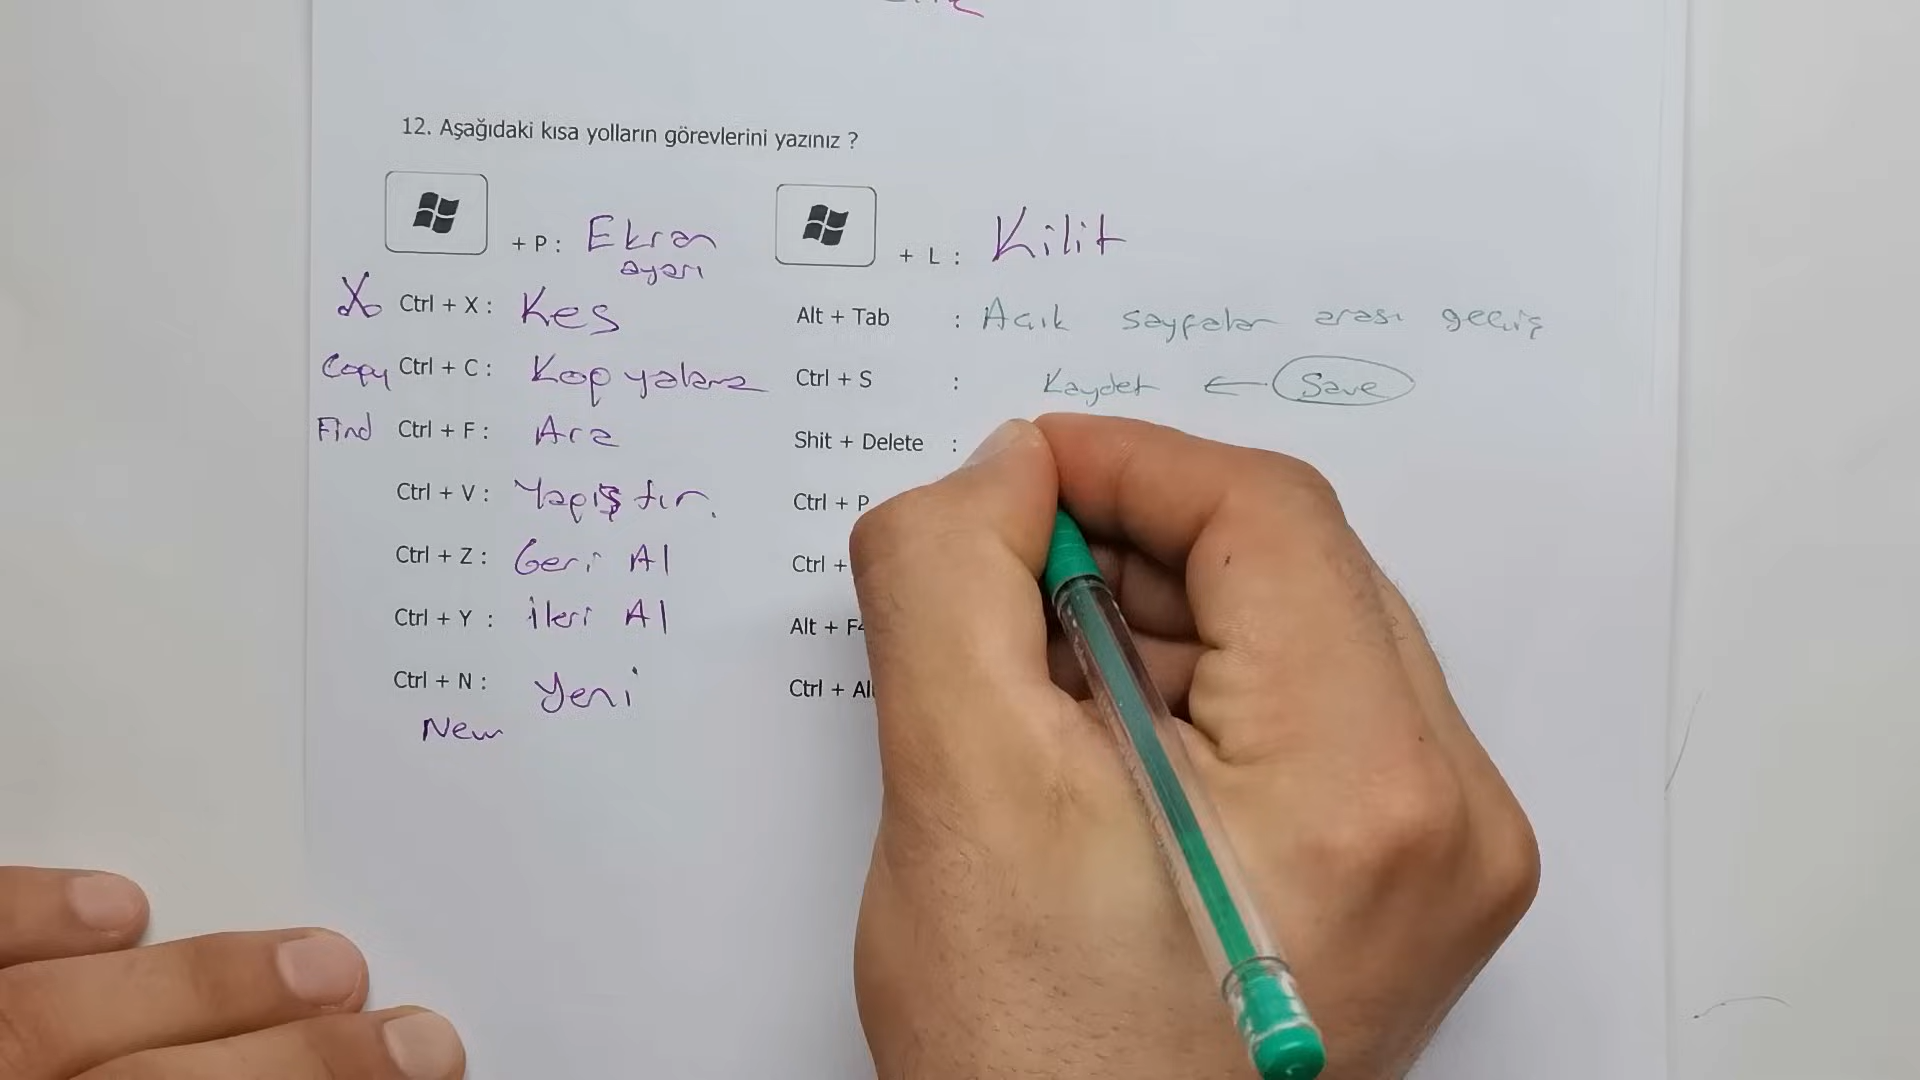 12. Aşağıdaki kısa yolların görevlerini yazınız ?
+ P : Ekran ayarı
+ L : Kilit
Ctrl + X : Kes
Alt + Tab : Açık sayfalar arası geçiş
Copy Ctrl + C : Kopyalama
Ctrl + S : Kaydet ← Save
Find Ctrl + F : Ara
Shit + Delete :
Ctrl + V : Yapıştır.
Ctrl + P
Ctrl + Z : Geri Al
Ctrl +
Ctrl + Y : İleri Al
Alt + F4
Ctrl + N : Yeni
Ctrl + Al
New